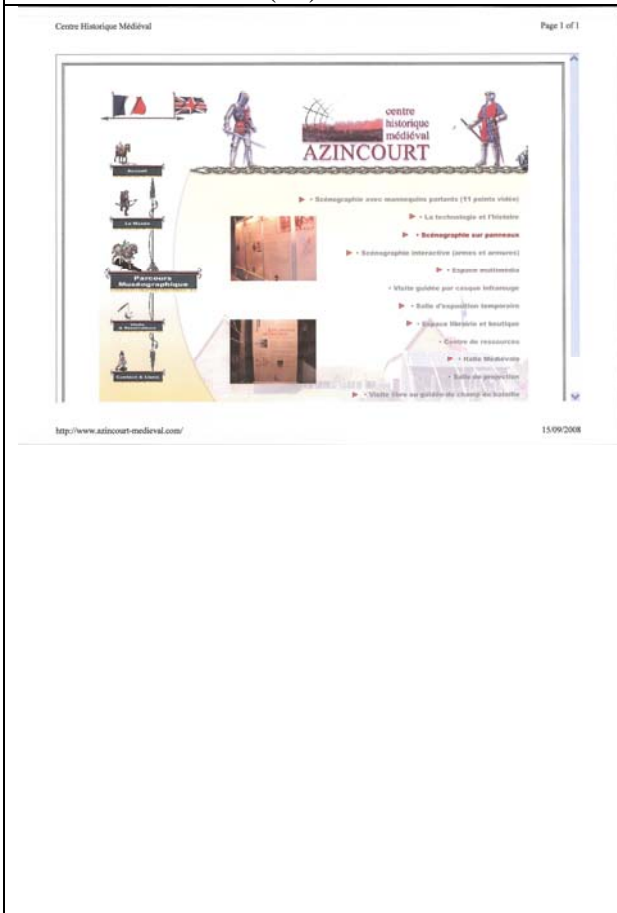 Centre Historique Médiéval
Page 1 of 1
centre
historique
médiéval
AZINCOURT
Accueil
Le Musée
Parcours
Muséographique
Visite
Contact & Liens
▶ • Scénographie avec mannequins parlants (11 points vidéo)
▶ • La technologie et l'histoire
▶ • Scénographie sur panneaux
▶ • Scénographie interactive (armes et armures)
▶ • Espace multimédia
• Visite guidée par casque infrarouge
▶ • Salle d'exposition temporaire
▶ • Espace librairie et boutique
• Centre de ressources
▶ • Halle Médiévale
• Salle de projection
▶ • Visite libre ou guidée du champ de bataille
http://www.azincourt-medieval.com/
15/09/2008